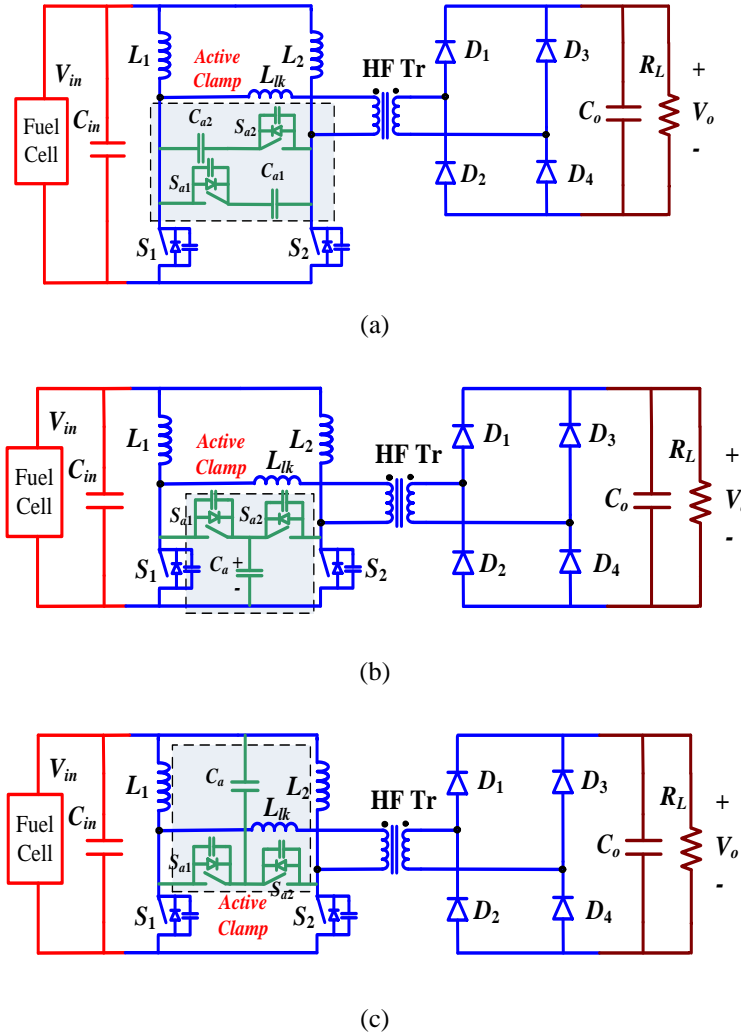 L1
Active
Clamp
Llk
L2
HF Tr
D1
D3
RL
+
Vin
Fuel
Cell
Cin
Ca2
Sa2
Co
Vo
Sa1
Ca1
D2
D4
-
S1
S2
(a)
Vin
L1
Active
Clamp
Llk
L2
HF Tr
D1
D3
RL
+
Fuel
Cell
Cin
Sa1
Sa2
Co
V
S1
Ca
+
-
S2
D2
D4
-
(b)
Vin
L1
Ca
L2
Llk
HF Tr
D1
D3
RL
+
Fuel
Cell
Cin
Sa1
Sa2
Co
Vo
Active
Clamp
S1
S2
D2
D4
-
(c)